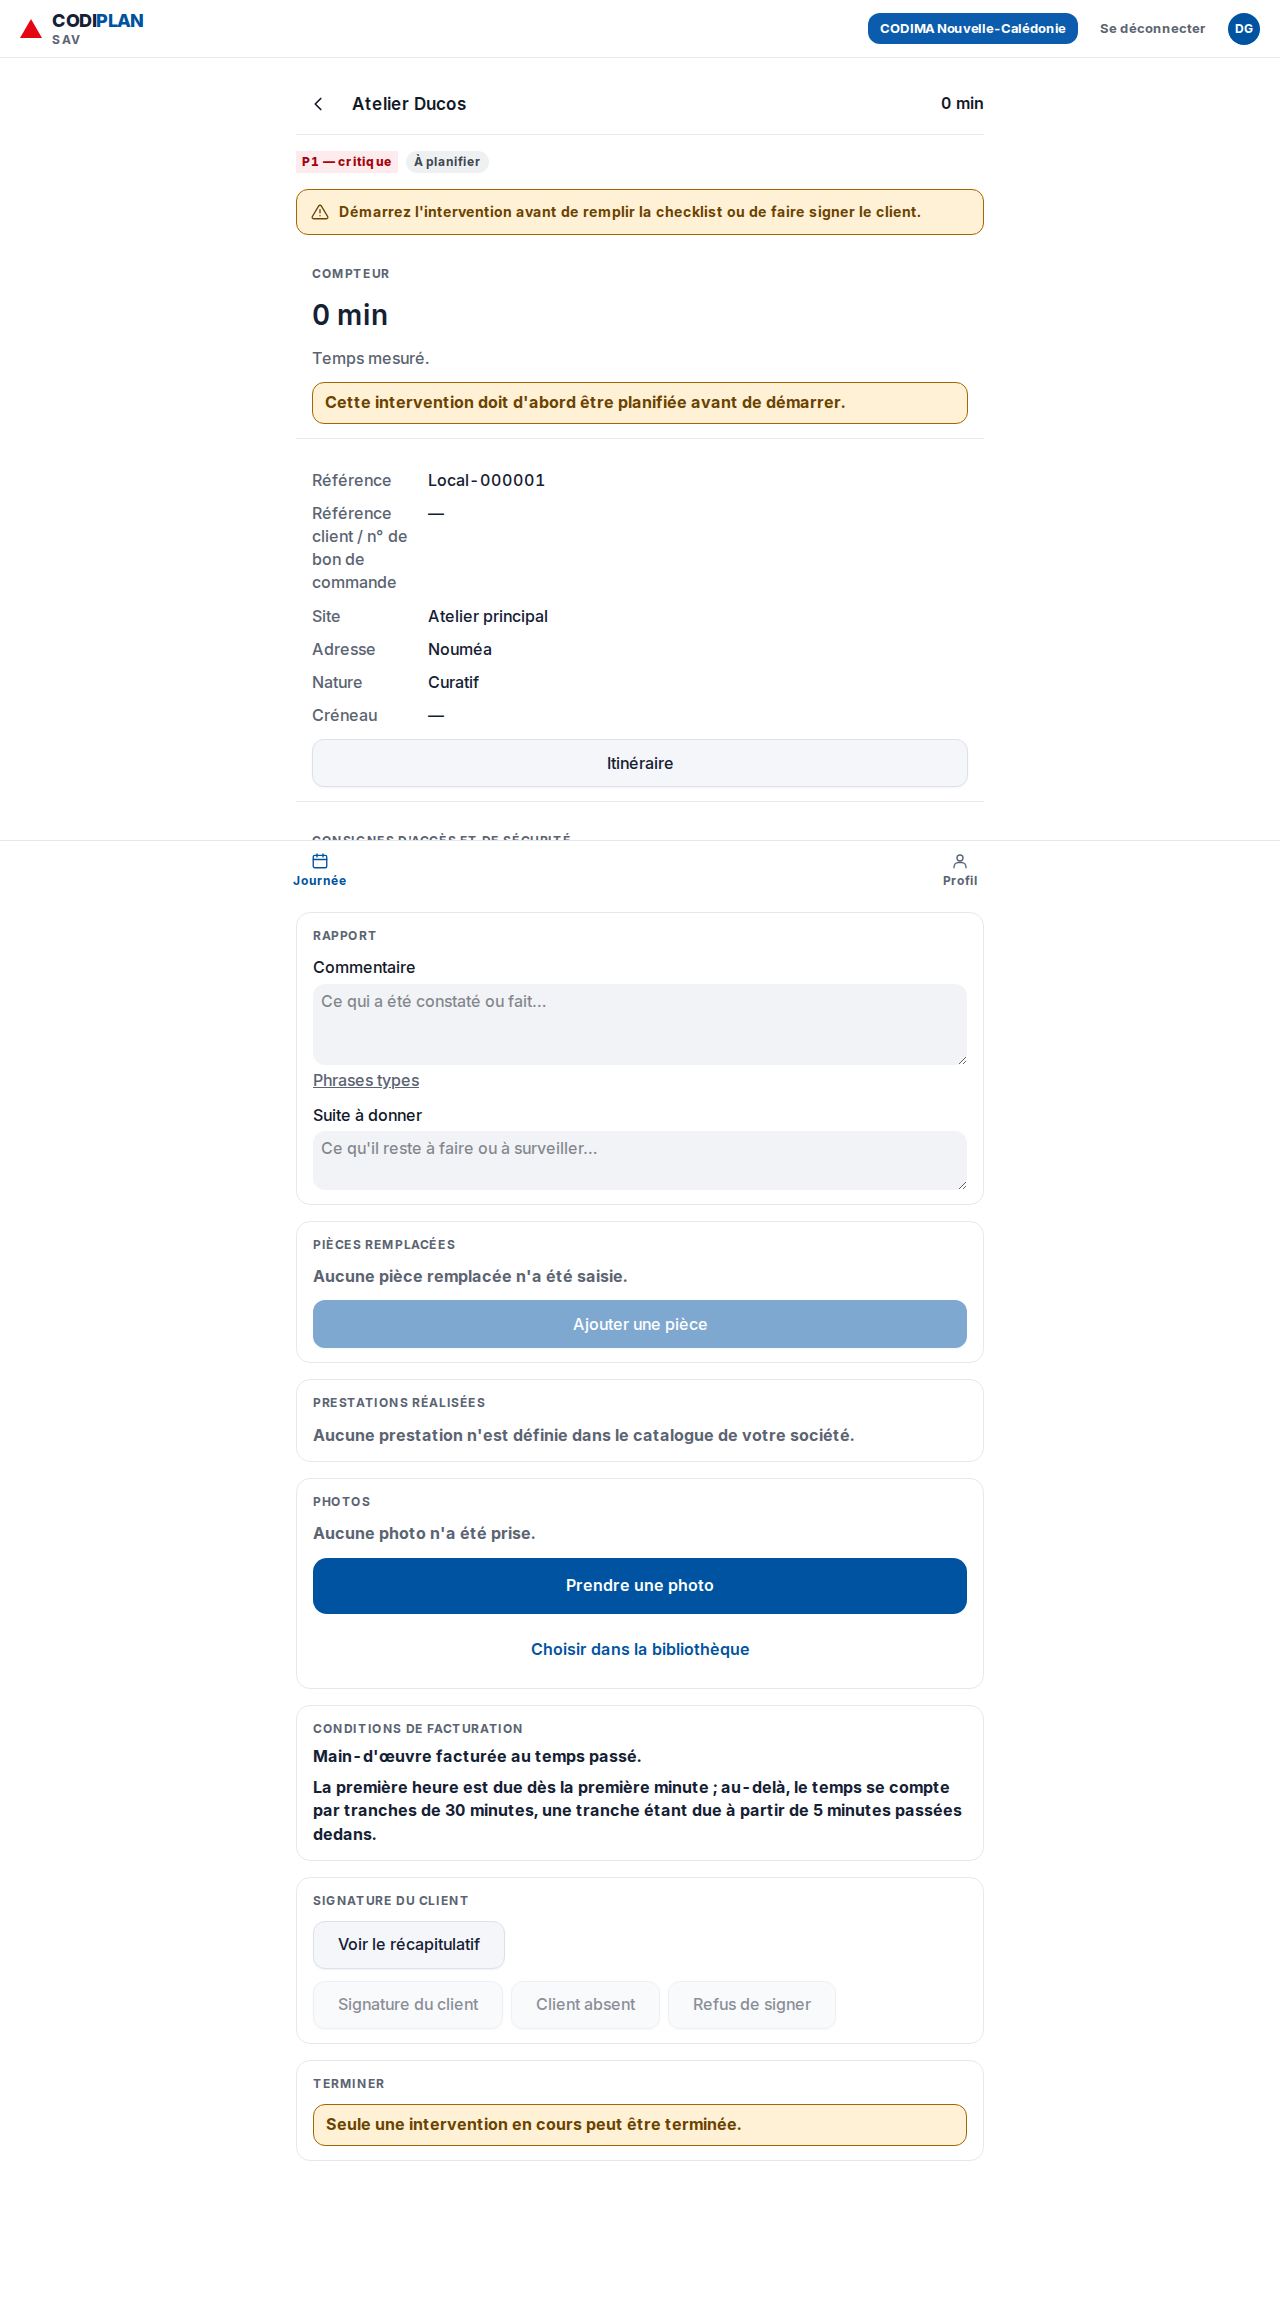 CODIPLAN
SAV
CODIMA Nouvelle-Calédonie
Se déconnecter
DG
Atelier Ducos
0 min
P1 — critique
À planifier
Démarrez l'intervention avant de remplir la checklist ou de faire signer le client.
COMPTEUR
0 min
Temps mesuré.
Cette intervention doit d'abord être planifiée avant de démarrer.
Référence
Local-000001
Référence client / n° de bon de commande
—
Site
Atelier principal
Adresse
Nouméa
Nature
Curatif
Créneau
—
Itinéraire
CONSIGNES D'ACCÈS ET DE SÉCURITÉ
Journée
Profil
RAPPORT
Commentaire
Ce qui a été constaté ou fait…
Phrases types
Suite à donner
Ce qu'il reste à faire ou à surveiller…
PIÈCES REMPLACÉES
Aucune pièce remplacée n'a été saisie.
Ajouter une pièce
PRESTATIONS RÉALISÉES
Aucune prestation n'est définie dans le catalogue de votre société.
PHOTOS
Aucune photo n'a été prise.
Prendre une photo
Choisir dans la bibliothèque
CONDITIONS DE FACTURATION
Main-d'œuvre facturée au temps passé.
La première heure est due dès la première minute ; au-delà, le temps se compte
par tranches de 30 minutes, une tranche étant due à partir de 5 minutes passées
dedans.
SIGNATURE DU CLIENT
Voir le récapitulatif
Signature du client
Client absent
Refus de signer
TERMINER
Seule une intervention en cours peut être terminée.